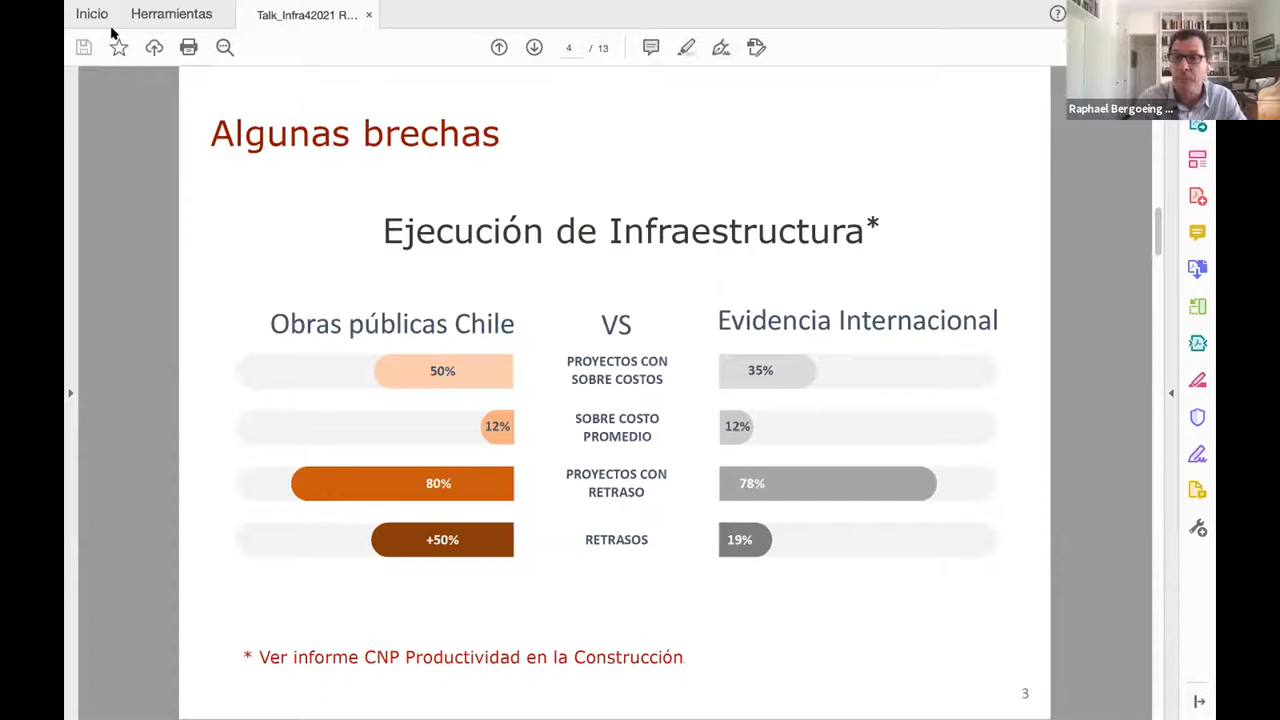 Inicio
Herramientas
Talk_Infra42021 R...
×
?
4 / 13
Raphael Bergoeing ...
Algunas brechas
Ejecución de Infraestructura*
Obras públicas Chile
VS
Evidencia Internacional
50%
PROYECTOS CON
SOBRE COSTOS
35%
12%
SOBRE COSTO
PROMEDIO
12%
80%
PROYECTOS CON
RETRASO
78%
+50%
RETRASOS
19%
* Ver informe CNP Productividad en la Construcción
3